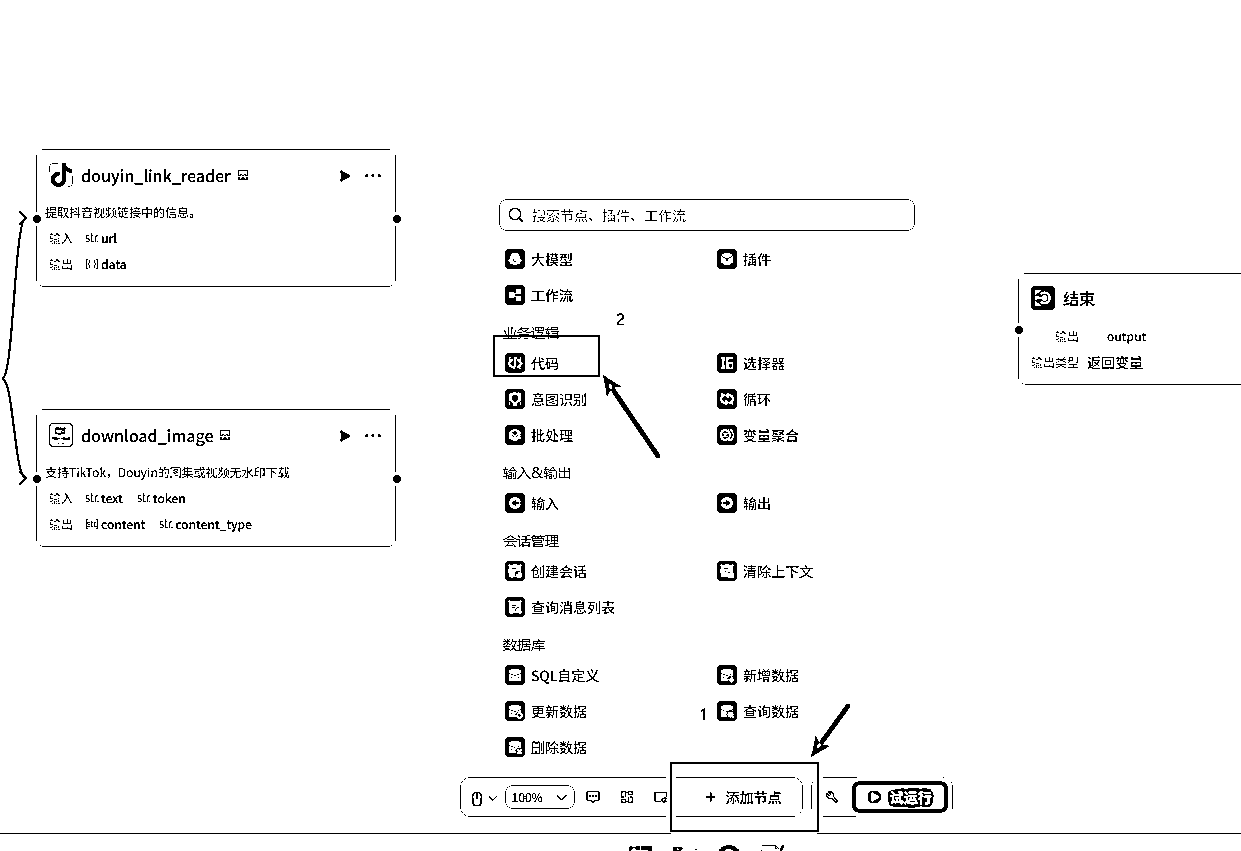 douyin_link_reader
提取抖音视频链接中的信息。
输入 str. url
输出 [{}] data
download_image
支持TikTok，Douyin的图集或视频无水印下载
输入 str. text str. token
输出 content str. content_type
搜索节点、插件、工作流
大模型 插件
工作流
2
业务逻辑
代码 选择器
意图识别 循环
批处理 变量聚合
输入&输出
输入 输出
会话管理
创建会话 清除上下文
查询消息列表
数据库
SQL自定义 新增数据
更新数据 1 查询数据
删除数据
100% + 添加节点 试运行
结束
输出 output
输出类型 返回变量